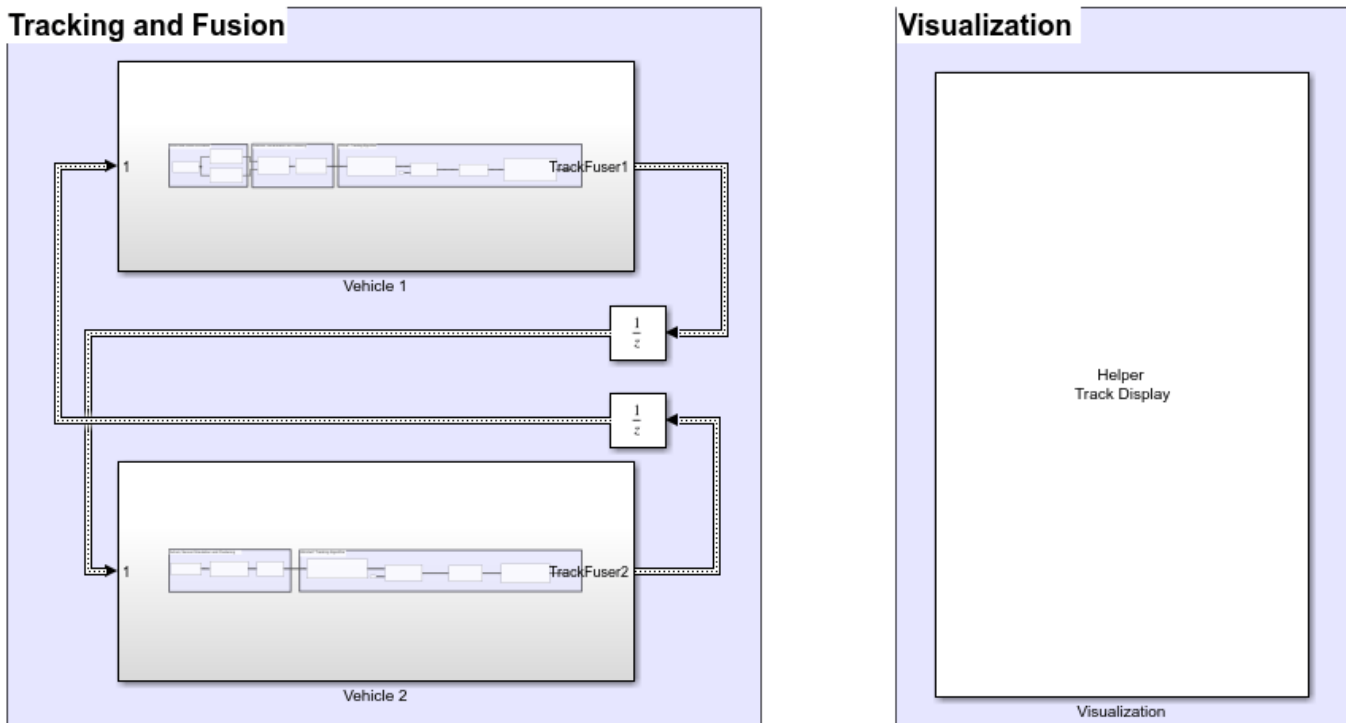 Tracking and Fusion
1
TrackFuser1
Vehicle 1
1
z
1
z
1
TrackFuser2
Vehicle 2
Visualization
Helper
Track Display
Visualization